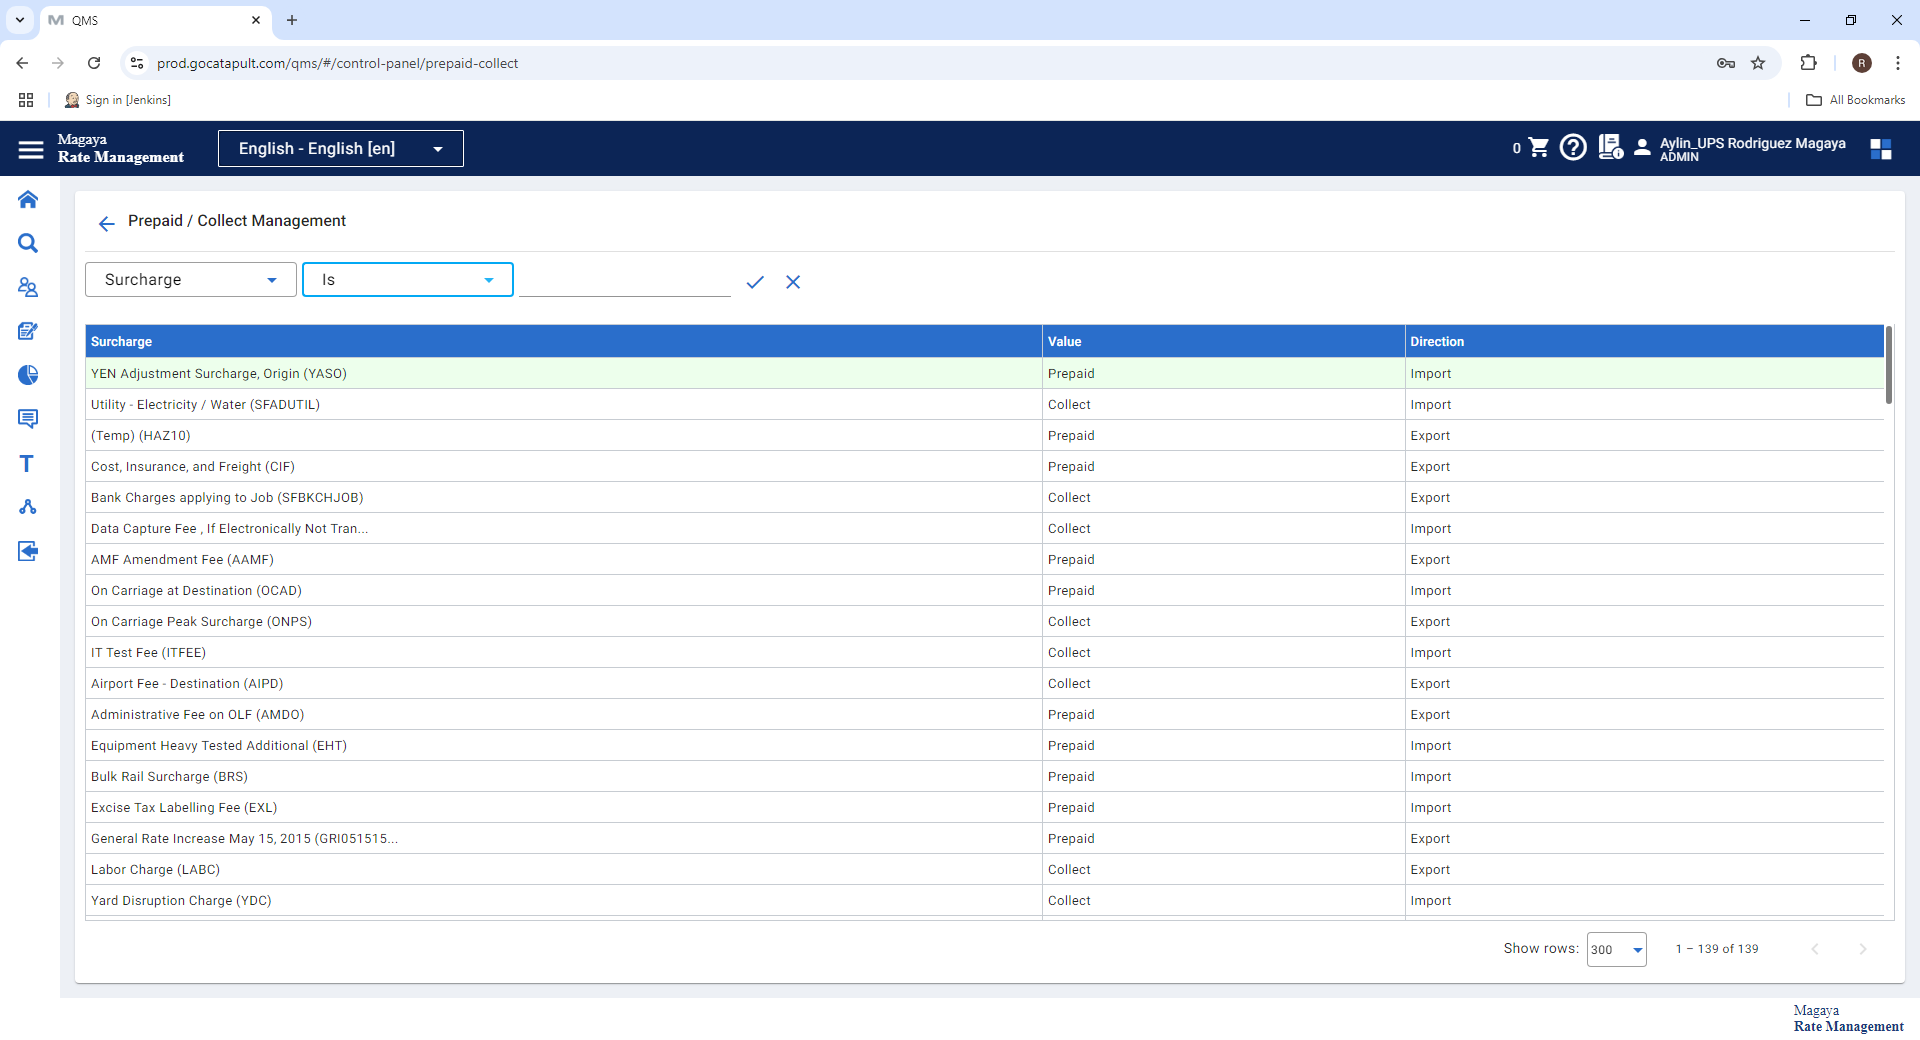 QMS
prod.gocatapult.com/qms/#/control-panel/prepaid-collect
R
Sign in [Jenkins]
All Bookmarks
Magaya
Rate Management
English - English [en]
0
Aylin_UPS Rodriguez Magaya
ADMIN
Prepaid / Collect Management
Surcharge
Is
Surcharge Value Direction
YEN Adjustment Surcharge, Origin (YASO) Prepaid Import
Utility - Electricity / Water (SFADUTIL) Collect Import
(Temp) (HAZ10) Prepaid Export
Cost, Insurance, and Freight (CIF) Prepaid Export
Bank Charges applying to Job (SFBKCHJOB) Collect Export
Data Capture Fee , If Electronically Not Tran... Collect Import
AMF Amendment Fee (AAMF) Prepaid Export
On Carriage at Destination (OCAD) Prepaid Import
On Carriage Peak Surcharge (ONPS) Collect Export
IT Test Fee (ITFEE) Collect Import
Airport Fee - Destination (AIPD) Collect Export
Administrative Fee on OLF (AMDO) Prepaid Export
Equipment Heavy Tested Additional (EHT) Prepaid Import
Bulk Rail Surcharge (BRS) Prepaid Import
Excise Tax Labelling Fee (EXL) Prepaid Import
General Rate Increase May 15, 2015 (GRI051515... Prepaid Export
Labor Charge (LABC) Collect Export
Yard Disruption Charge (YDC) Collect Import
Show rows: 300 1 – 139 of 139
Magaya
Rate Management